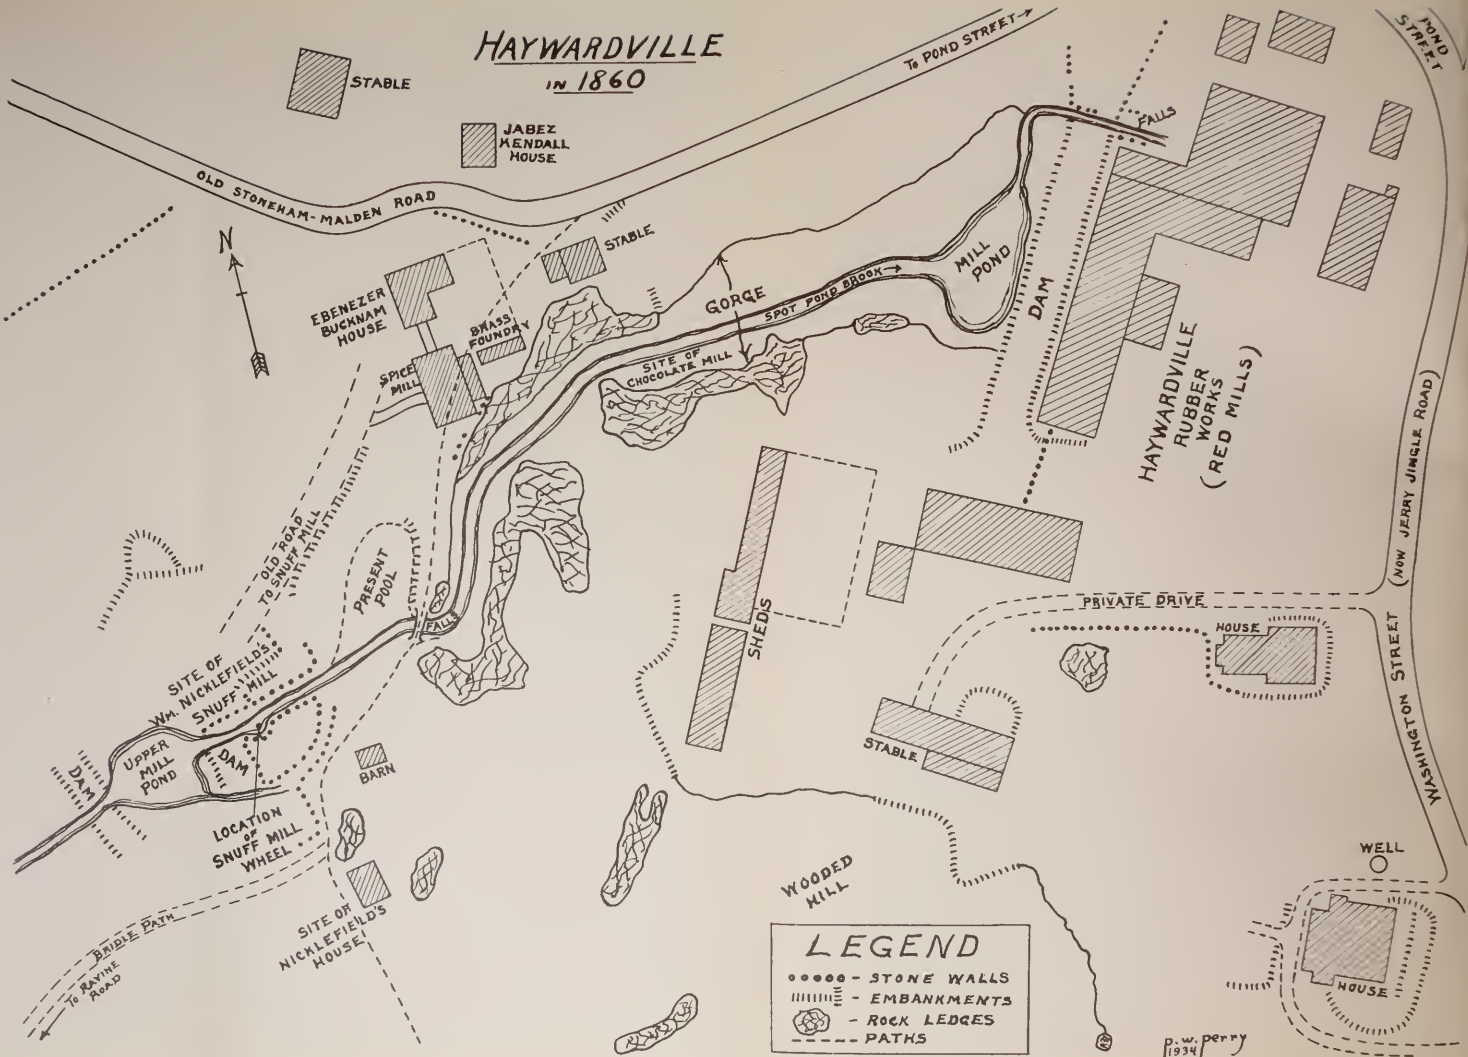 HAYWARDVILLE
IN 1860
TO POND STREET →
POND
STREET
STABLE
JABEZ
KENDALL
HOUSE
FALLS
OLD STONEHAM-MALDEN ROAD
N
STABLE
MILL
POND
DAM
EBENEZER
BUCKNAM
HOUSE
GORGE
SPOT POND BROOK →
BRASS
FOUNDRY
SPICE
MILL
SITE OF
CHOCOLATE MILL
HAYWARDVILLE
RUBBER
WORKS
(RED MILLS)
(NOW JERRY JINGLE ROAD)
OLD ROAD
TO SNUFF MILL
PRESENT
POOL
FALLS
SHEDS
PRIVATE DRIVE
HOUSE
WASHINGTON STREET
SITE OF
WM. NICKLEFIELD'S
SNUFF MILL
UPPER
MILL
POND
DAM
DAM
BARN
STABLE
LOCATION
OF
SNUFF MILL
WHEEL
WELL
WOODED
HILL
BRIDLE PATH
TO RAVINE
ROAD
SITE OF
NICKLEFIELD'S
HOUSE
HOUSE
LEGEND
- STONE WALLS
- EMBANKMENTS
- ROCK LEDGES
PATHS
P.W. PERRY
1934